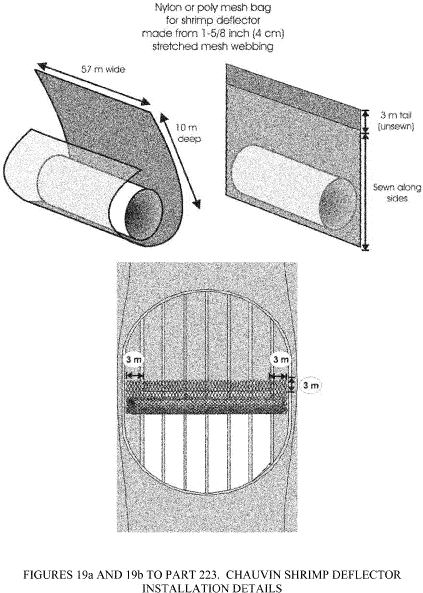 Nylon or poly mesh bag
for shrimp deflector
made from 1-5/8 inch (4 cm)
stretched mesh webbing
57 m wide
10 m
deep
3 m tail
(unsewn)
Sewn along
sides
3 m
3 m
3 m
FIGURES 19a AND 19b TO PART 223. CHAUVIN SHRIMP DEFLECTOR
INSTALLATION DETAILS